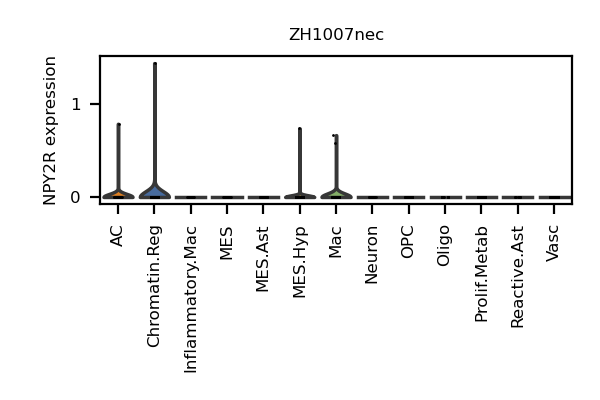 ZH1007nec
NPY2R expression
1
0
AC
Chromatin.Reg
Inflammatory.Mac
MES
MES.Ast
MES.Hyp
Mac
Neuron
OPC
Oligo
Prolif.Metab
Reactive.Ast
Vasc